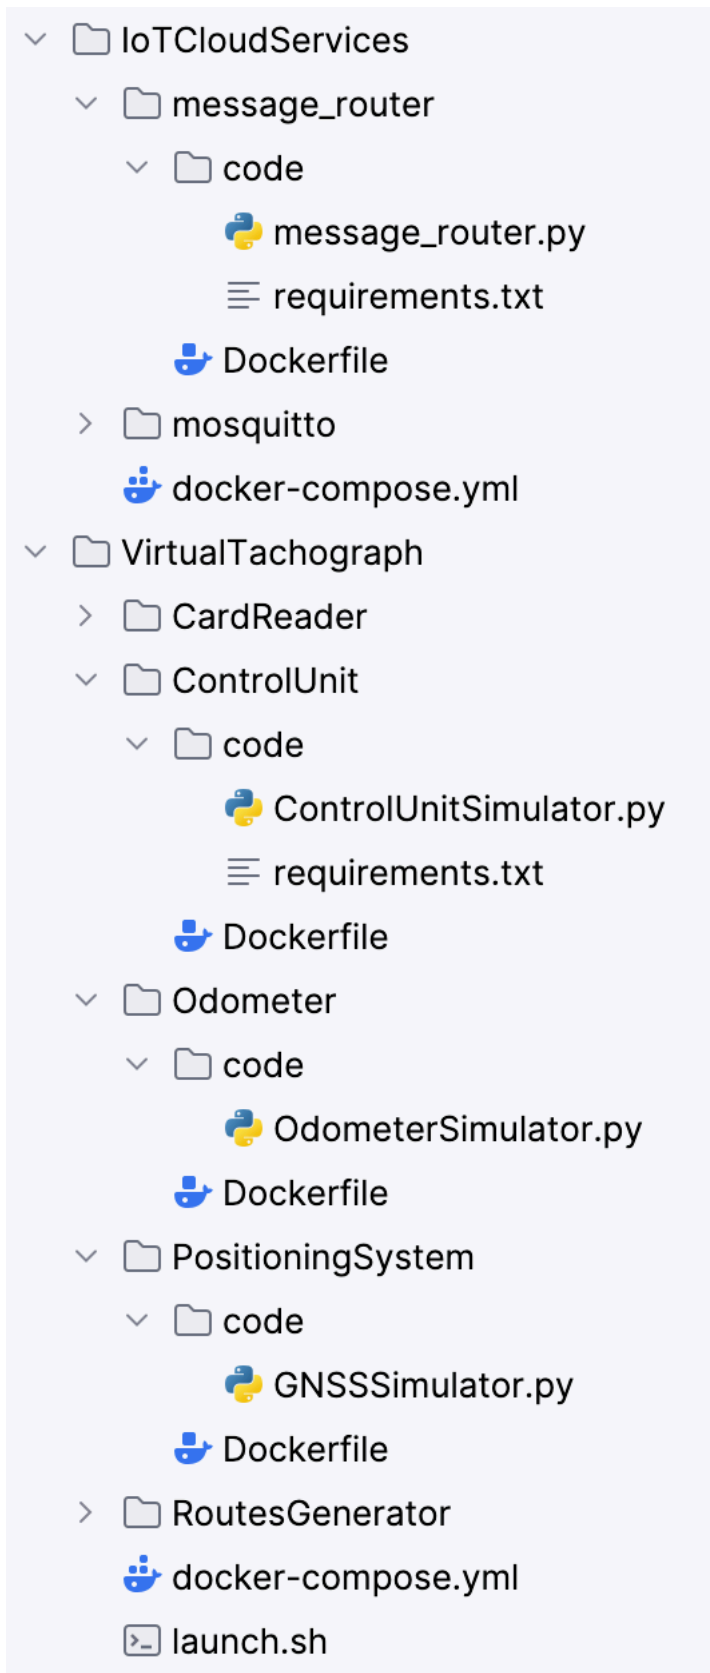 IoTCloudServices
message_router
code
message_router.py
requirements.txt
Dockerfile
mosquitto
docker-compose.yml
VirtualTachograph
CardReader
ControlUnit
code
ControlUnitSimulator.py
requirements.txt
Dockerfile
Odometer
code
OdometerSimulator.py
Dockerfile
PositioningSystem
code
GNSSSimulator.py
Dockerfile
RoutesGenerator
docker-compose.yml
launch.sh